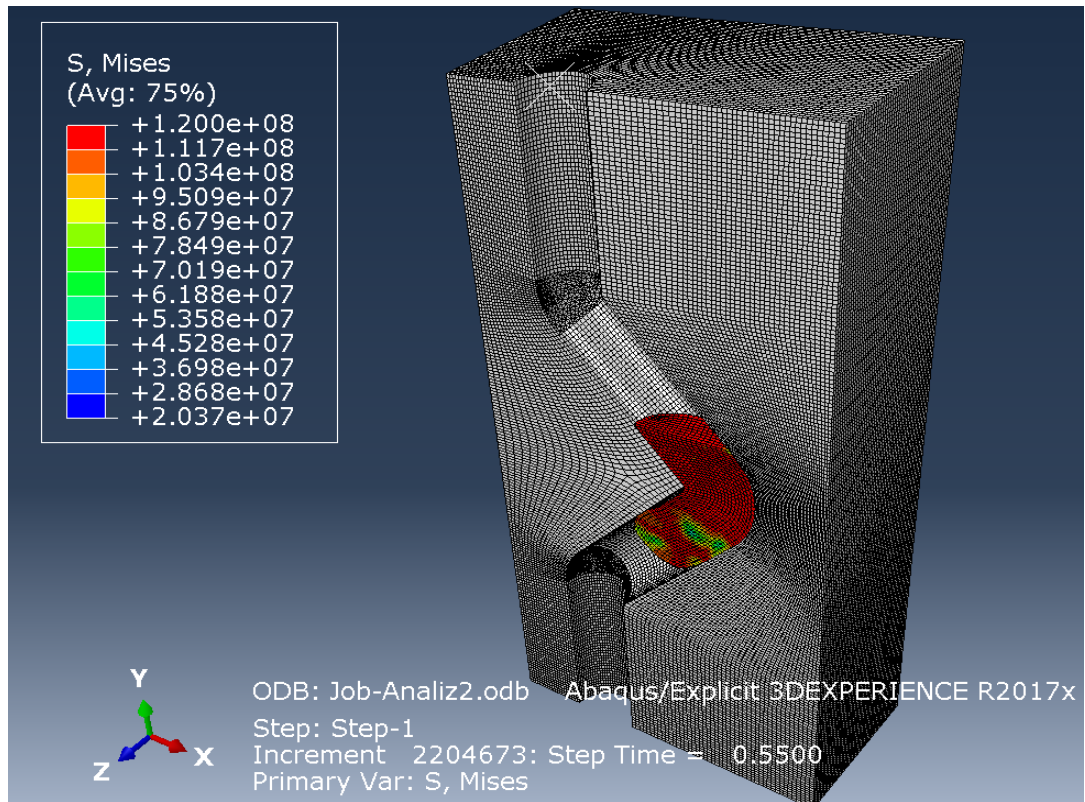 S, Mises
(Avg: 75%)
+1.200e+08
+1.117e+08
+1.034e+08
+9.509e+07
+8.679e+07
+7.849e+07
+7.019e+07
+6.188e+07
+5.358e+07
+4.528e+07
+3.698e+07
+2.868e+07
+2.037e+07
Y
Z X
ODB: Job-Analiz2.odb Abaqus/Explicit 3DEXPERIENCE R2017x
Step: Step-1
Increment 2204673: Step Time = 0.5500
Primary Var: S, Mises